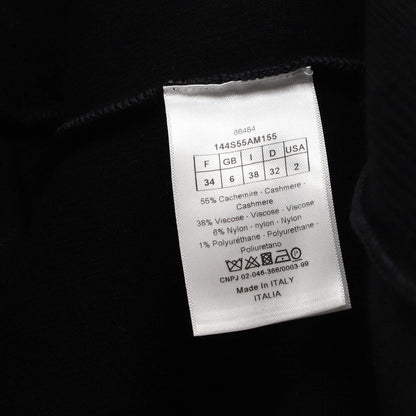 86484
144S55AM155
F GB I D USA
34 6 38 32 2
55% Cachemire - Cashmere -
Cashmere
38% Viscose - Viscose - Viscose
6% Nylon - nylon - Nylon
1% Polyuréthane - Polyurethane -
Poliuretano
CNPJ 02-046-366/0003-99
Made In ITALY
ITALIA